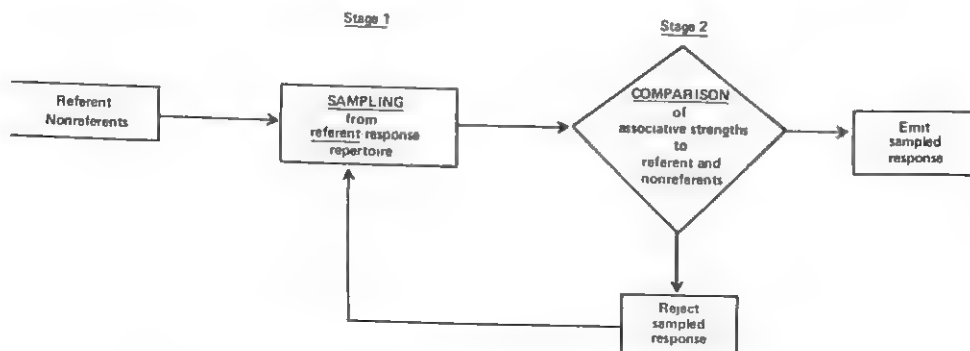 Stage 1
Stage 2
Referent
Nonreferents
SAMPLING
from
referent response
repertoire
COMPARISON
of
associative strengths
to
referent and
nonreferents
Emit
sampled
response
Reject
sampled
response